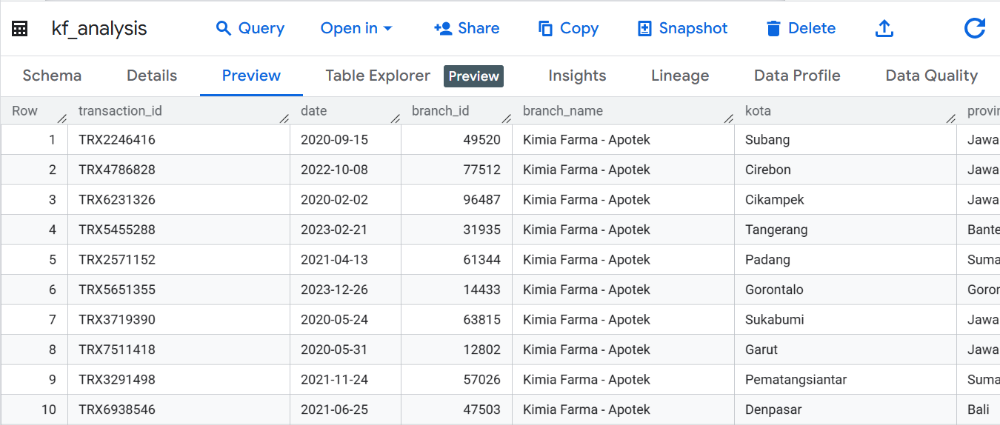 kf_analysis Query Open in Share Copy Snapshot Delete
Schema Details Preview Table Explorer Preview Insights Lineage Data Profile Data Quality
Row transaction_id date branch_id branch_name kota provin
1 TRX2246416 2020-09-15 49520 Kimia Farma - Apotek Subang Jawa
2 TRX4786828 2022-10-08 77512 Kimia Farma - Apotek Cirebon Jawa
3 TRX6231326 2020-02-02 96487 Kimia Farma - Apotek Cikampek Jawa
4 TRX5455288 2023-02-21 31935 Kimia Farma - Apotek Tangerang Bante
5 TRX2571152 2021-04-13 61344 Kimia Farma - Apotek Padang Suma
6 TRX5651355 2023-12-26 14433 Kimia Farma - Apotek Gorontalo Goror
7 TRX3719390 2020-05-24 63815 Kimia Farma - Apotek Sukabumi Jawa
8 TRX7511418 2020-05-31 12802 Kimia Farma - Apotek Garut Jawa
9 TRX3291498 2021-11-24 57026 Kimia Farma - Apotek Pematangsiantar Suma
10 TRX6938546 2021-06-25 47503 Kimia Farma - Apotek Denpasar Bali